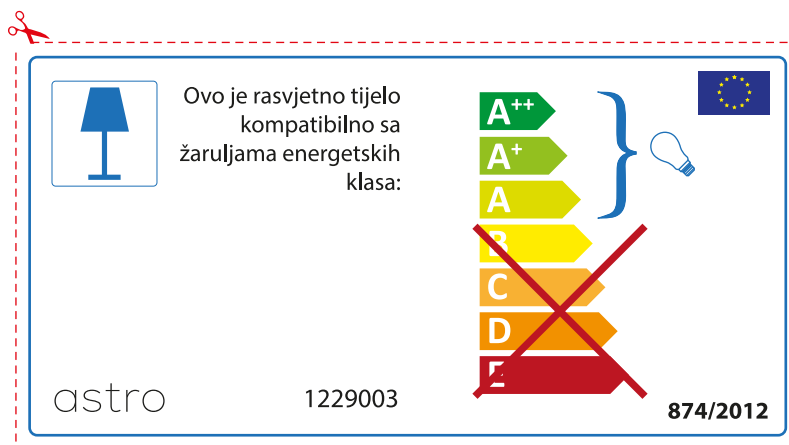 Ovo je rasvjetno tijelo
kompatibilno sa
žaruljama energetskih
klasa:
A++
A+
A
B
C
D
E
astro
1229003
874/2012